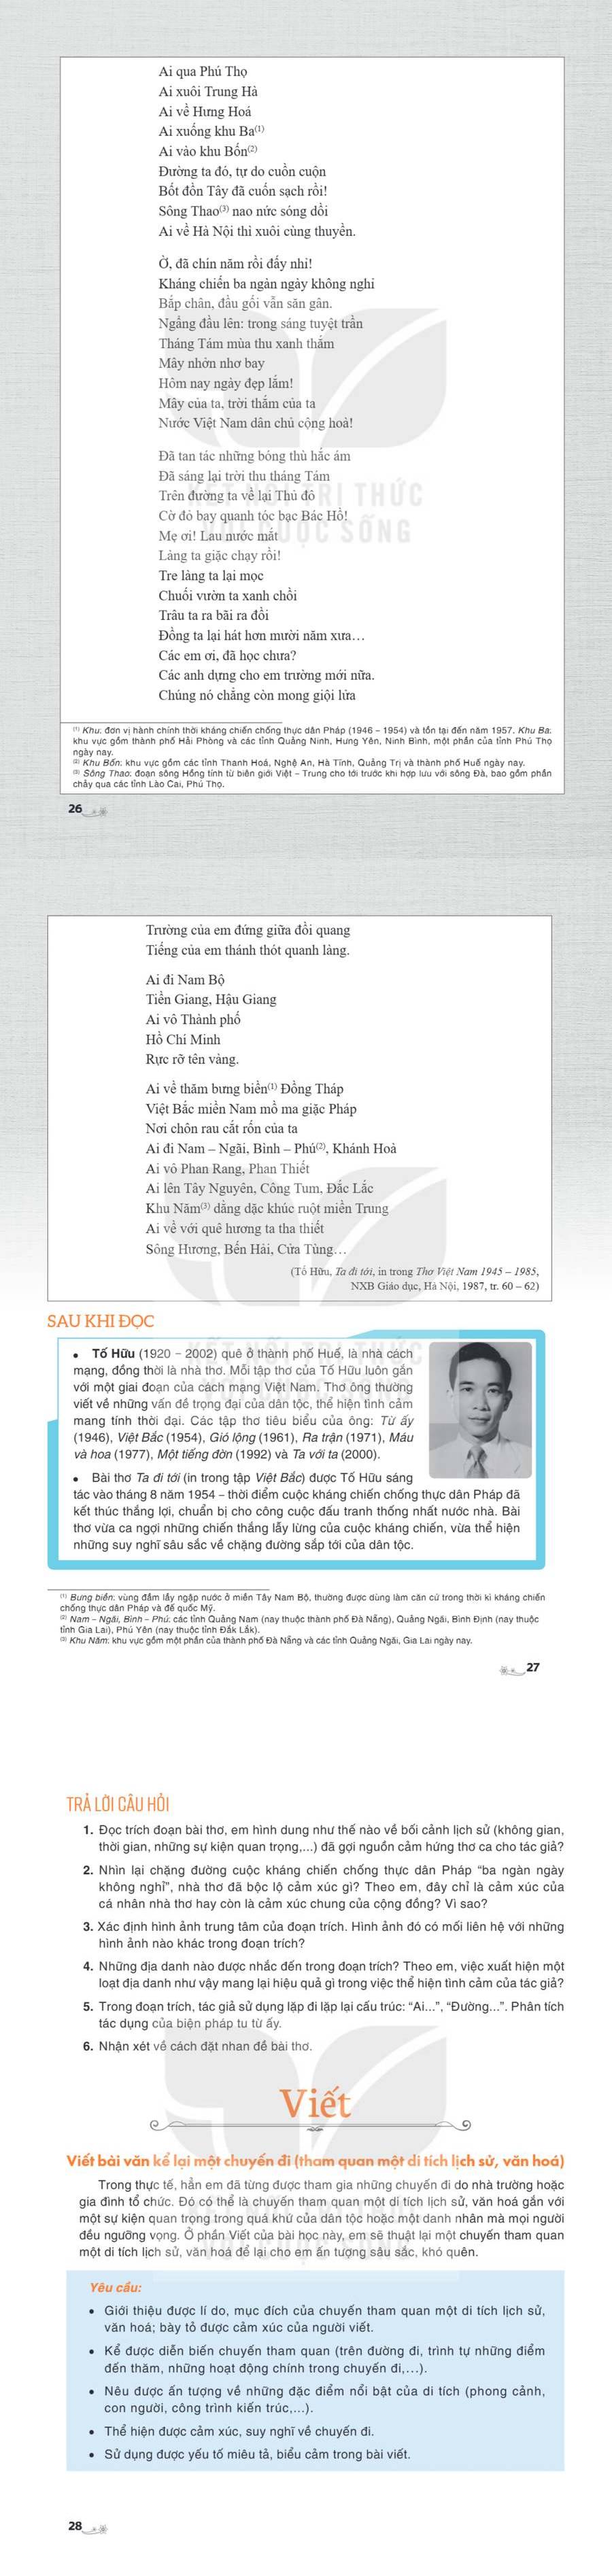 Ai qua Phú Thọ
Ai xuôi Trung Hà
Ai về Hưng Hoá
Ai xuống khu Ba(1)
Ai vào khu Bốn(2)
Đường ta đó, tự do cuồn cuộn
Bốt đồn Tây đã cuốn sạch rồi!
Sông Thao(3) nao nức sóng dồi
Ai về Hà Nội thì xuôi cùng thuyền.
Ở, đã chín năm rồi đấy nhỉ!
Kháng chiến ba ngàn ngày không nghỉ
Bắp chân, đầu gối vẫn săn gân.
Ngẩng đầu lên: trong sáng tuyệt trần
Tháng Tám mùa thu xanh thắm
Mây nhởn nhơ bay
Hôm nay ngày đẹp lắm!
Mây của ta, trời thắm của ta
Nước Việt Nam dân chủ cộng hoà!
Đã tan tác những bóng thù hắc ám
Đã sáng lại trời thu tháng Tám
Trên đường ta về lại Thủ đô
Cờ đỏ bay quanh tóc bạc Bác Hồ!
Mẹ ơi! Lau nước mắt
Làng ta giặc chạy rồi!
Tre làng ta lại mọc
Chuối vườn ta xanh chồi
Trâu ta ra bãi ra đồi
Đồng ta lại hát hơn mười năm xưa…
Các em ơi, đã học chưa?
Các anh dựng cho em trường mới nữa.
Chúng nó chẳng còn mong giội lửa
KẾT NỐI TRI THỨC
VỚI CUỘC SỐNG
(1) Khu: đơn vị hành chính thời kháng chiến chống thực dân Pháp (1946 – 1954) và tồn tại đến năm 1957. Khu Ba:
khu vực gồm thành phố Hải Phòng và các tỉnh Quảng Ninh, Hưng Yên, Ninh Bình, một phần của tỉnh Phú Thọ
ngày nay.
(2) Khu Bốn: khu vực gồm các tỉnh Thanh Hoá, Nghệ An, Hà Tĩnh, Quảng Trị và thành phố Huế ngày nay.
(3) Sông Thao: đoạn sông Hồng tính từ biên giới Việt – Trung cho tới trước khi hợp lưu với sông Đà, bao gồm phần
chảy qua các tỉnh Lào Cai, Phú Thọ.
26
Trường của em đứng giữa đồi quang
Tiếng của em thánh thót quanh làng.
Ai đi Nam Bộ
Tiền Giang, Hậu Giang
Ai vô Thành phố
Hồ Chí Minh
Rực rỡ tên vàng.
Ai về thăm bưng biền(1) Đồng Tháp
Việt Bắc miền Nam mồ ma giặc Pháp
Nơi chôn rau cắt rốn của ta
Ai đi Nam – Ngãi, Bình – Phú(2), Khánh Hoà
Ai vô Phan Rang, Phan Thiết
Ai lên Tây Nguyên, Công Tum, Đắc Lắc
Khu Năm(3) dằng dặc khúc ruột miền Trung
Ai về với quê hương ta tha thiết
Sông Hương, Bến Hải, Cửa Tùng…
(Tố Hữu, Ta đi tới, in trong Thơ Việt Nam 1945 – 1985,
NXB Giáo dục, Hà Nội, 1987, tr. 60 – 62)
SAU KHI ĐỌC
• Tố Hữu (1920 – 2002) quê ở thành phố Huế, là nhà cách
mạng, đồng thời là nhà thơ. Mỗi tập thơ của Tố Hữu luôn gắn
với một giai đoạn của cách mạng Việt Nam. Thơ ông thường
viết về những vấn đề trọng đại của dân tộc, thể hiện tình cảm
mang tính thời đại. Các tập thơ tiêu biểu của ông: Từ ấy
(1946), Việt Bắc (1954), Gió lộng (1961), Ra trận (1971), Máu
và hoa (1977), Một tiếng đờn (1992) và Ta với ta (2000).
• Bài thơ Ta đi tới (in trong tập Việt Bắc) được Tố Hữu sáng
tác vào tháng 8 năm 1954 – thời điểm cuộc kháng chiến chống thực dân Pháp đã
kết thúc thắng lợi, chuẩn bị cho công cuộc đấu tranh thống nhất nước nhà. Bài
thơ vừa ca ngợi những chiến thắng lẫy lừng của cuộc kháng chiến, vừa thể hiện
những suy nghĩ sâu sắc về chặng đường sắp tới của dân tộc.
KẾT NỐI TRI THỨC
VỚI CUỘC SỐNG
(1) Bưng biền: vùng đầm lầy ngập nước ở miền Tây Nam Bộ, thường được dùng làm căn cứ trong thời kì kháng chiến
chống thực dân Pháp và đế quốc Mỹ.
(2) Nam – Ngãi, Bình – Phú: các tỉnh Quảng Nam (nay thuộc thành phố Đà Nẵng), Quảng Ngãi, Bình Định (nay thuộc
tỉnh Gia Lai), Phú Yên (nay thuộc tỉnh Đắk Lắk).
(3) Khu Năm: khu vực gồm một phần của thành phố Đà Nẵng và các tỉnh Quảng Ngãi, Gia Lai ngày nay.
27
TRẢ LỜI CÂU HỎI
1. Đọc trích đoạn bài thơ, em hình dung như thế nào về bối cảnh lịch sử (không gian,
thời gian, những sự kiện quan trọng,...) đã gợi nguồn cảm hứng thơ ca cho tác giả?
2. Nhìn lại chặng đường cuộc kháng chiến chống thực dân Pháp “ba ngàn ngày
không nghỉ”, nhà thơ đã bộc lộ cảm xúc gì? Theo em, đây chỉ là cảm xúc của
cá nhân nhà thơ hay còn là cảm xúc chung của cộng đồng? Vì sao?
3. Xác định hình ảnh trung tâm của đoạn trích. Hình ảnh đó có mối liên hệ với những
hình ảnh nào khác trong đoạn trích?
4. Những địa danh nào được nhắc đến trong đoạn trích? Theo em, việc xuất hiện một
loạt địa danh như vậy mang lại hiệu quả gì trong việc thể hiện tình cảm của tác giả?
5. Trong đoạn trích, tác giả sử dụng lặp đi lặp lại cấu trúc: “Ai...”, “Đường...”. Phân tích
tác dụng của biện pháp tu từ ấy.
6. Nhận xét về cách đặt nhan đề bài thơ.
Viết
Viết bài văn kể lại một chuyến đi (tham quan một di tích lịch sử, văn hoá)
Trong thực tế, hẳn em đã từng được tham gia những chuyến đi do nhà trường hoặc
gia đình tổ chức. Đó có thể là chuyến tham quan một di tích lịch sử, văn hoá gắn với
một sự kiện quan trọng trong quá khứ của dân tộc hoặc một danh nhân mà mọi người
đều ngưỡng vọng. Ở phần Viết của bài học này, em sẽ thuật lại một chuyến tham quan
một di tích lịch sử, văn hoá để lại cho em ấn tượng sâu sắc, khó quên.
Yêu cầu:
• Giới thiệu được lí do, mục đích của chuyến tham quan một di tích lịch sử,
văn hoá; bày tỏ được cảm xúc của người viết.
• Kể được diễn biến chuyến tham quan (trên đường đi, trình tự những điểm
đến thăm, những hoạt động chính trong chuyến đi,...).
• Nêu được ấn tượng về những đặc điểm nổi bật của di tích (phong cảnh,
con người, công trình kiến trúc,...).
• Thể hiện được cảm xúc, suy nghĩ về chuyến đi.
• Sử dụng được yếu tố miêu tả, biểu cảm trong bài viết.
28